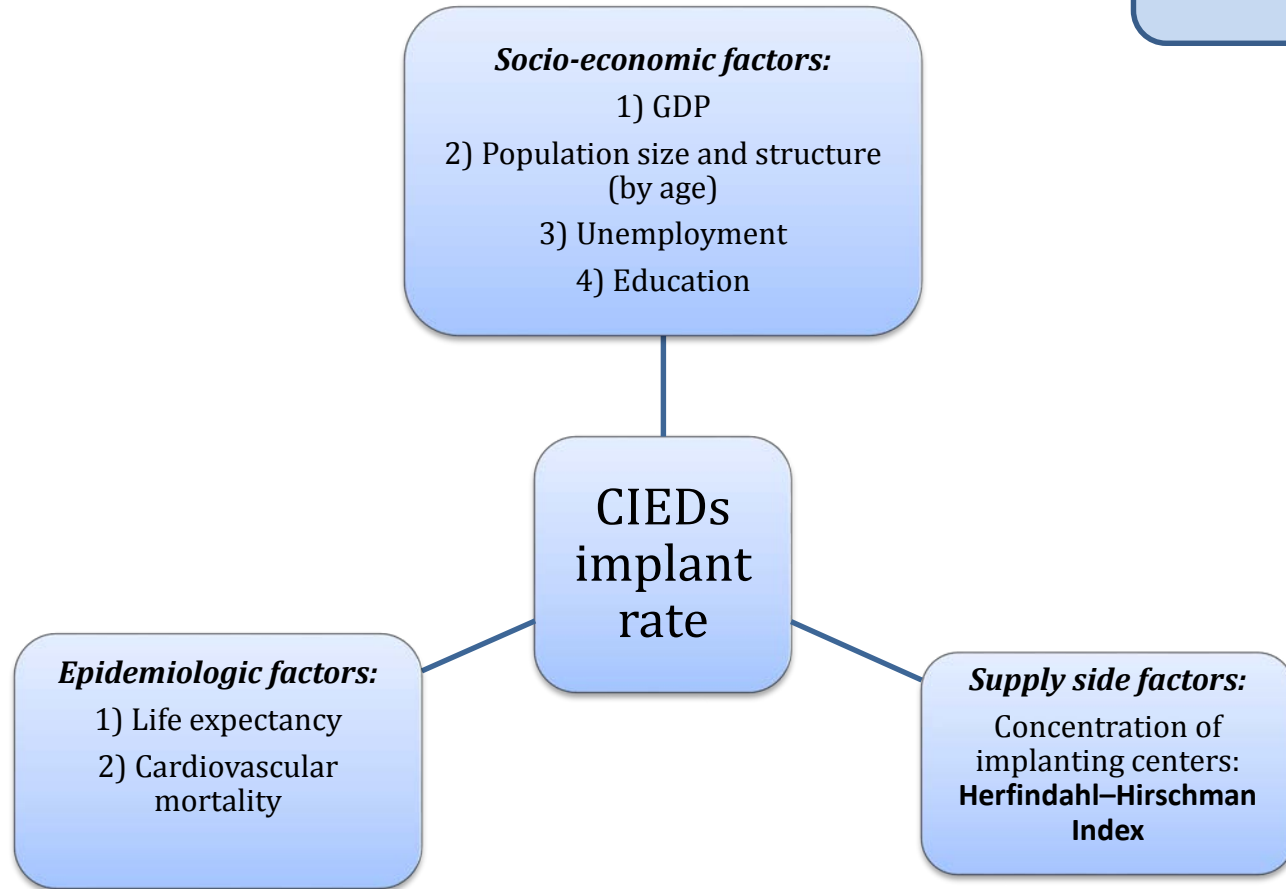 Socio-economic factors:
1) GDP
2) Population size and structure
(by age)
3) Unemployment
4) Education
CIEDs
implant
rate
Epidemiologic factors:
1) Life expectancy
2) Cardiovascular
mortality
Supply side factors:
Concentration of
implanting centers:
Herfindahl–Hirschman
Index